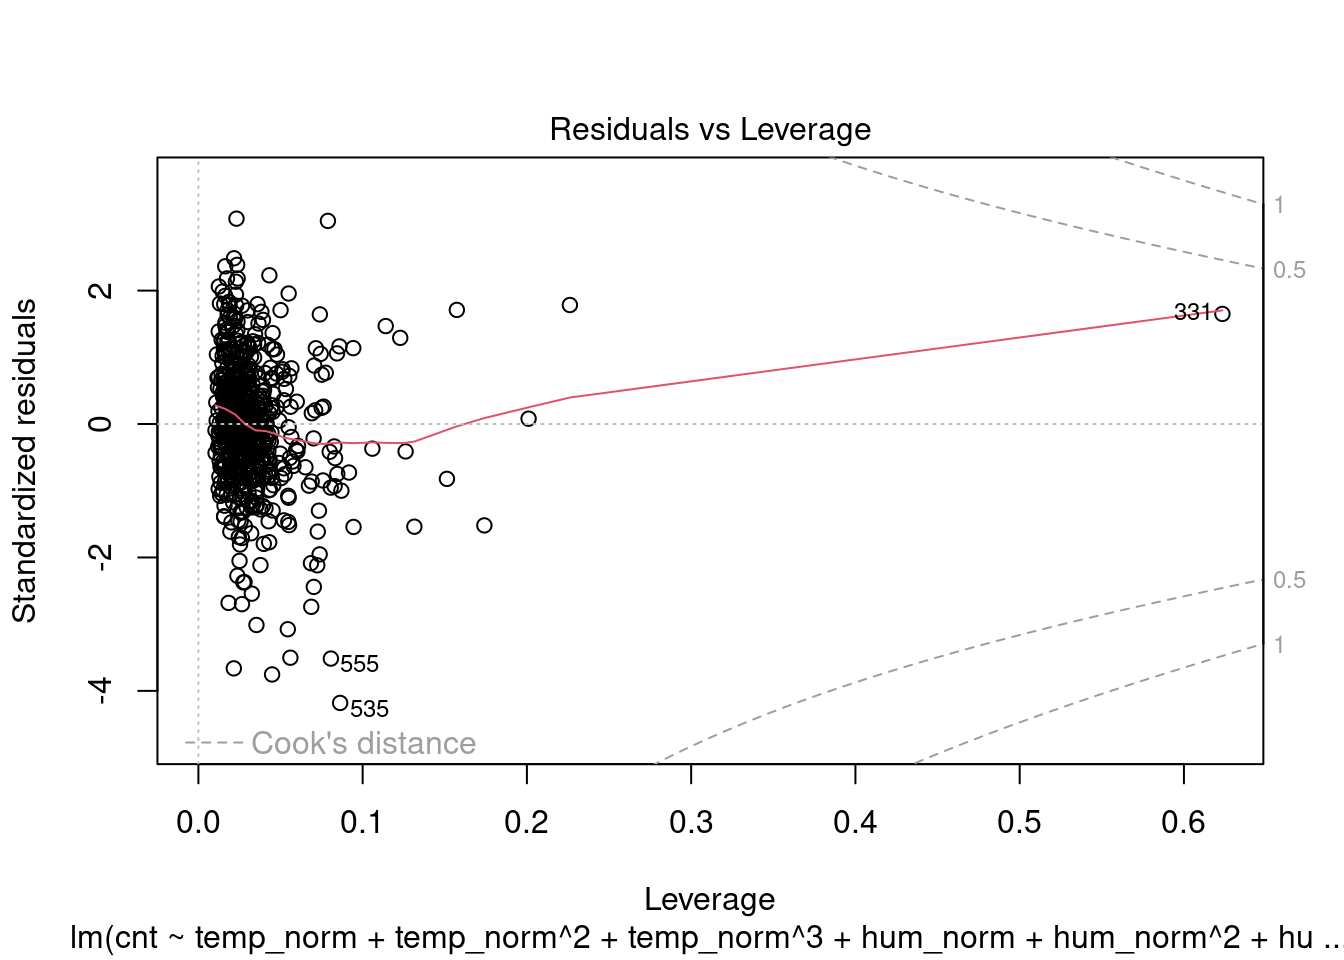 Residuals vs Leverage
Standardized residuals
2
0
-2
-4
1
0.5
0.5
1
331
555
535
Cook's distance
0.0 0.1 0.2 0.3 0.4 0.5 0.6
Leverage
lm(cnt ~ temp_norm + temp_norm^2 + temp_norm^3 + hum_norm + hum_norm^2 + hu ...